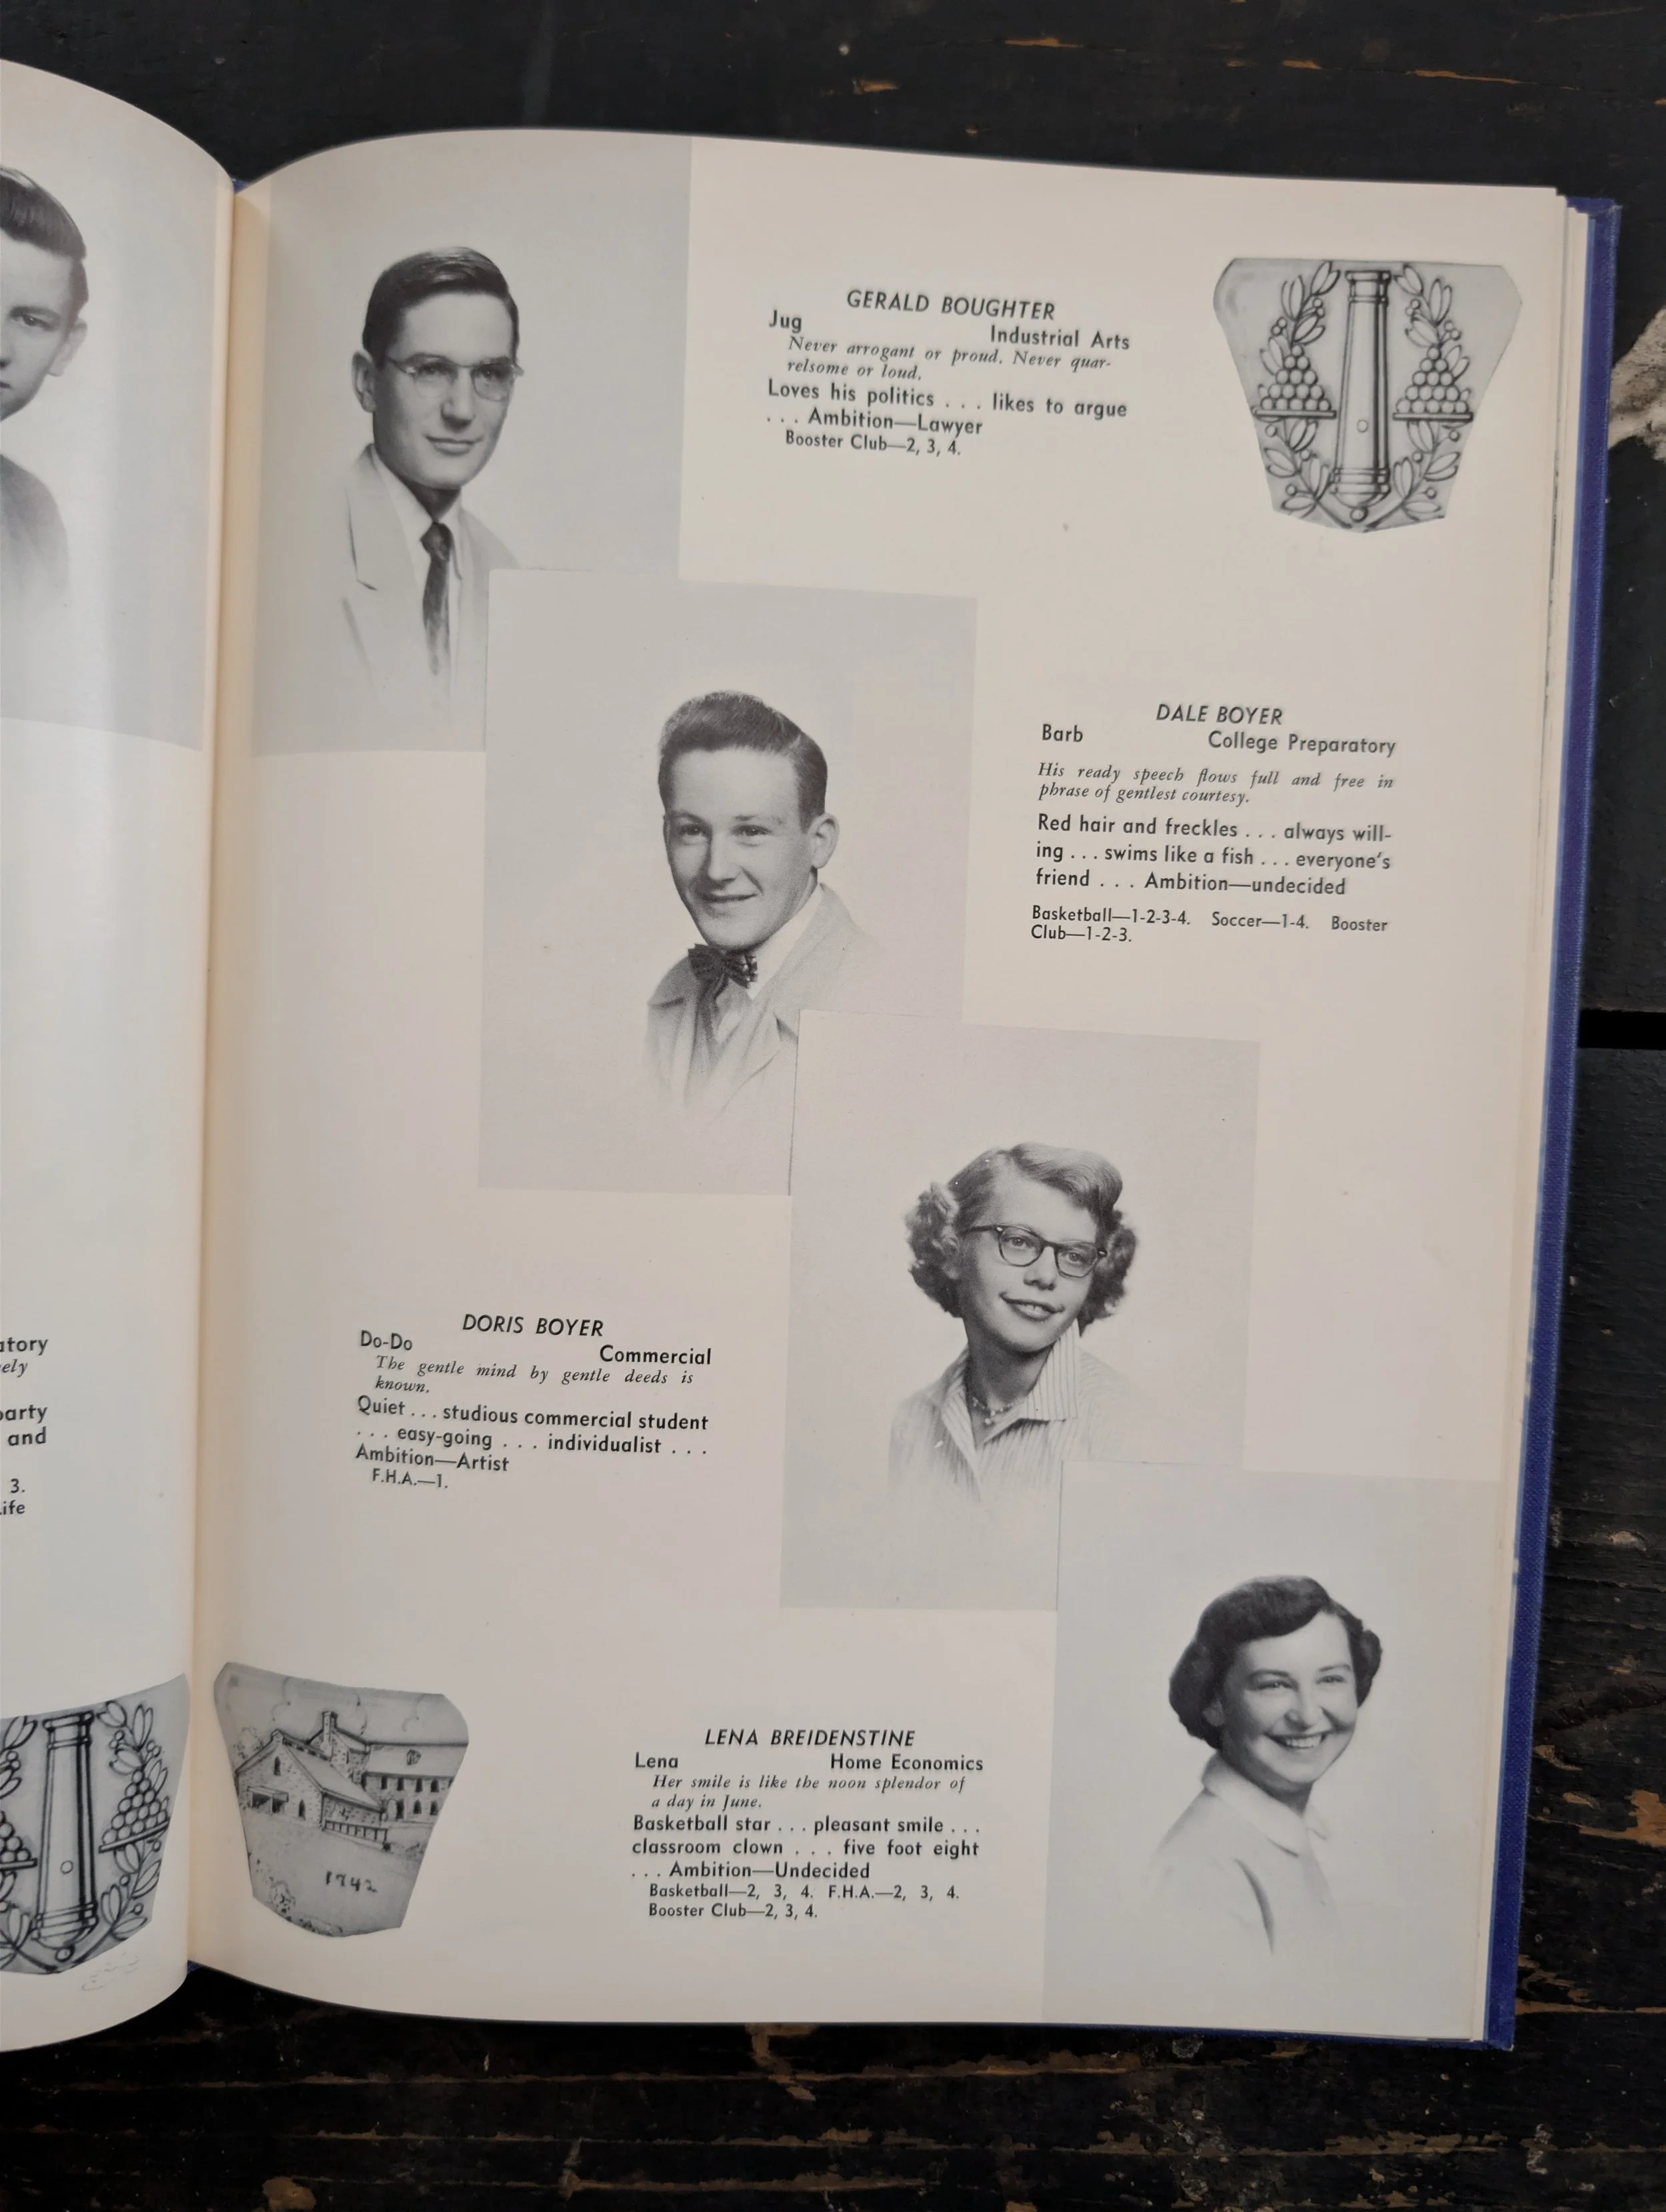 GERALD BOUGHTER
Jug Industrial Arts
Never arrogant or proud. Never quar-
relsome or loud.
Loves his politics . . . likes to argue
. . . Ambition—Lawyer
Booster Club—2, 3, 4.
DALE BOYER
Barb College Preparatory
His ready speech flows full and free in
phrase of gentlest courtesy.
Red hair and freckles . . . always will-
ing . . . swims like a fish . . . everyone's
friend . . . Ambition—undecided
Basketball—1-2-3-4. Soccer—1-4. Booster
Club—1-2-3.
DORIS BOYER
Do-Do Commercial
The gentle mind by gentle deeds is
known.
Quiet . . . studious commercial student
. . . easy-going . . . individualist . . .
Ambition—Artist
F.H.A.—1.
LENA BREIDENSTINE
Lena Home Economics
Her smile is like the noon splendor of
a day in June.
Basketball star . . . pleasant smile . . .
classroom clown . . . five foot eight
. . . Ambition—Undecided
Basketball—2, 3, 4. F.H.A.—2, 3, 4.
Booster Club—2, 3, 4.
1742
atory
ely
party
and
3.
ife